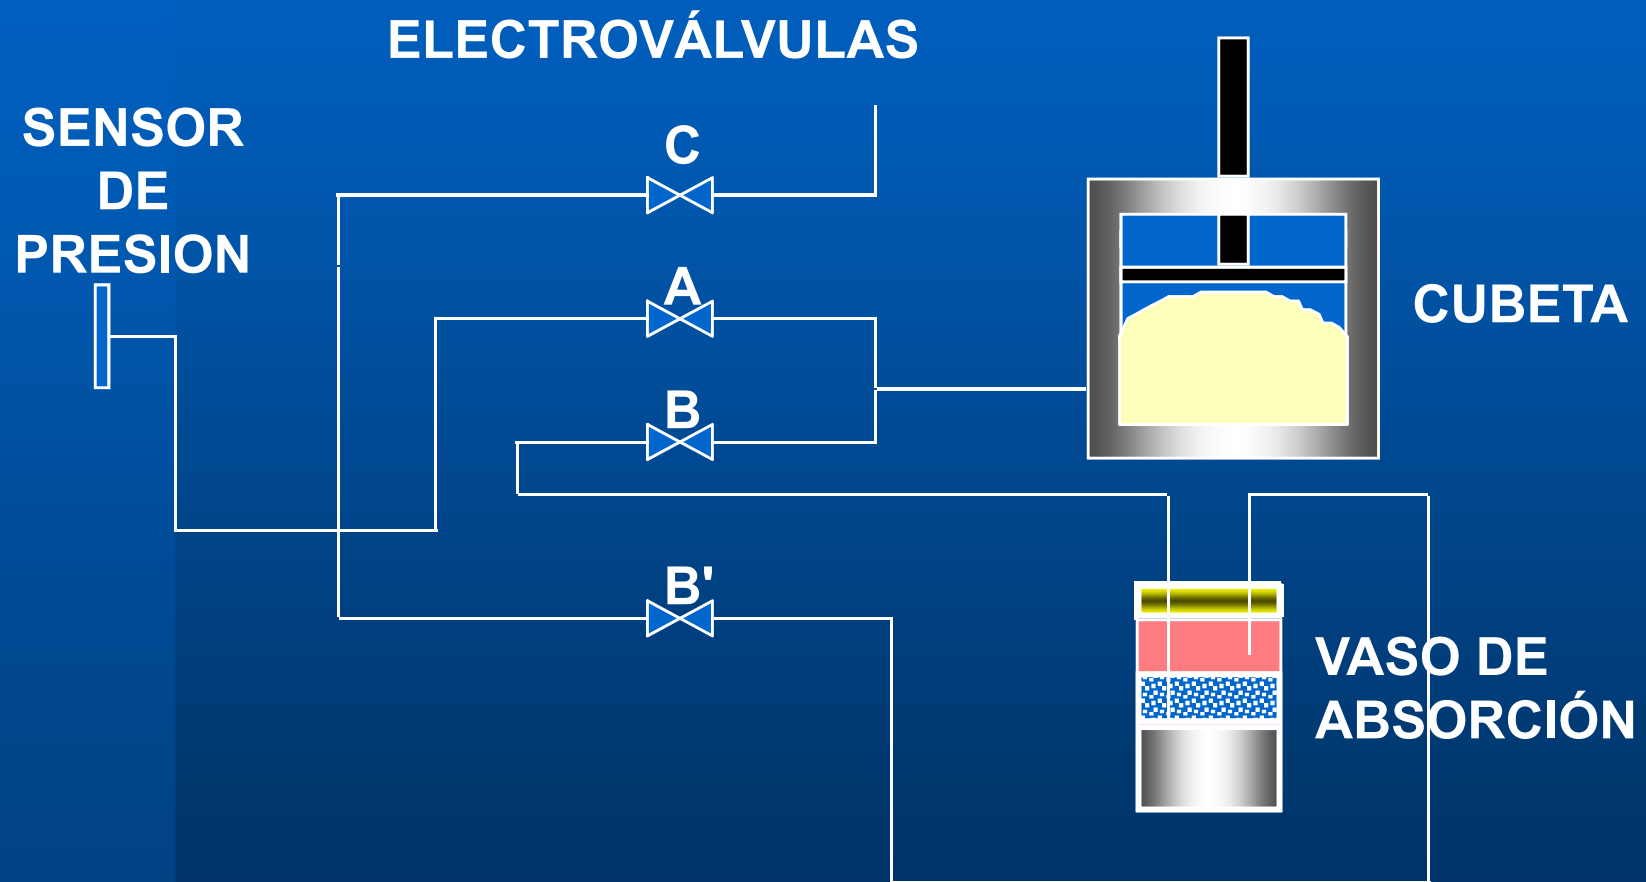 ELECTROVÁLVULAS
SENSOR
DE
PRESION
C
A
B
B'
CUBETA
VASO DE
ABSORCIÓN